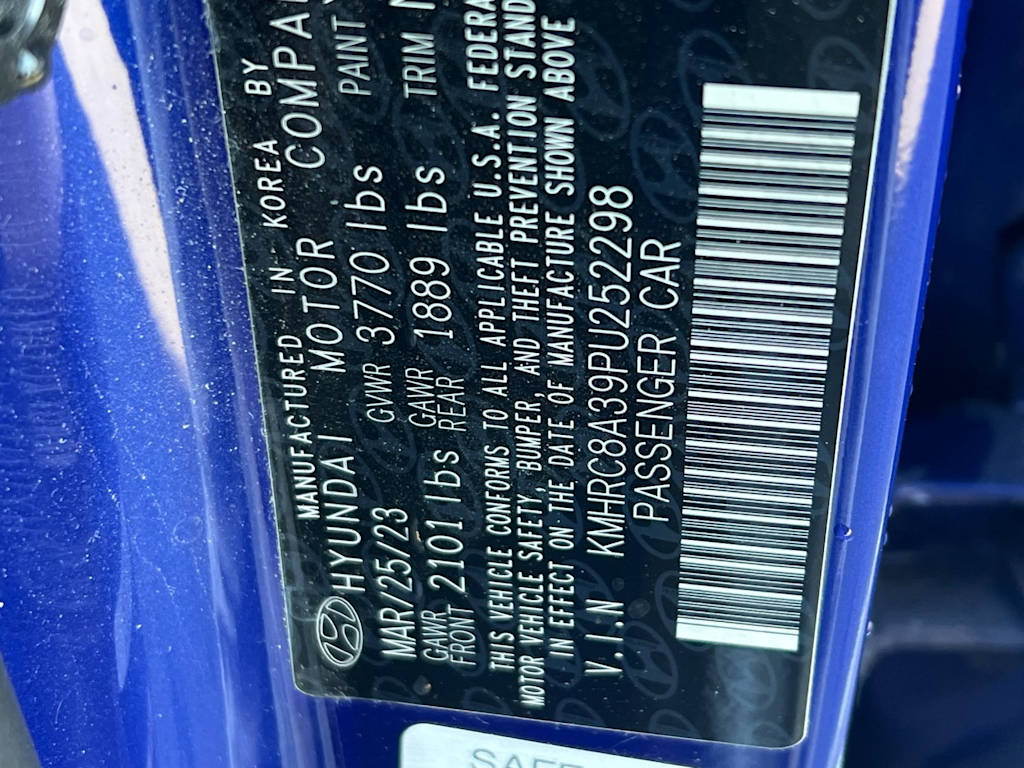 MANUFACTURED IN KOREA BY
HYUNDAI MOTOR COMPA
MAR/25/23 GVWR 3770 lbs PAINT
GAWR FRONT 2101 lbs GAWR REAR 1889 lbs TRIM
THIS VEHICLE CONFORMS TO ALL APPLICABLE U.S.A. FEDERA
MOTOR VEHICLE SAFETY, BUMPER, AND THEFT PREVENTION STAND
IN EFFECT ON THE DATE OF MANUFACTURE SHOWN ABOVE
V.I.N KMHRC8A39PU252298
PASSENGER CAR
SAFE